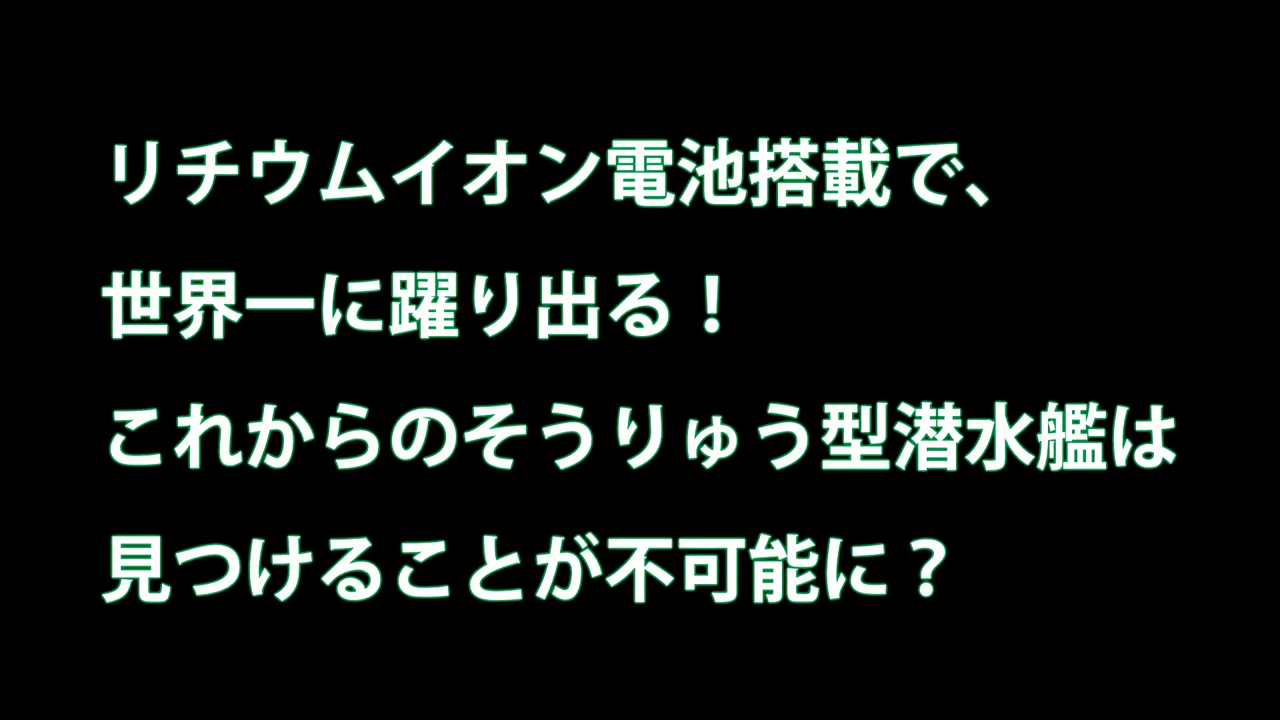 リチウムイオン電池搭載で、
世界一に躍り出る！
これからのそうりゅう型潜水艦は
見つけることが不可能に？